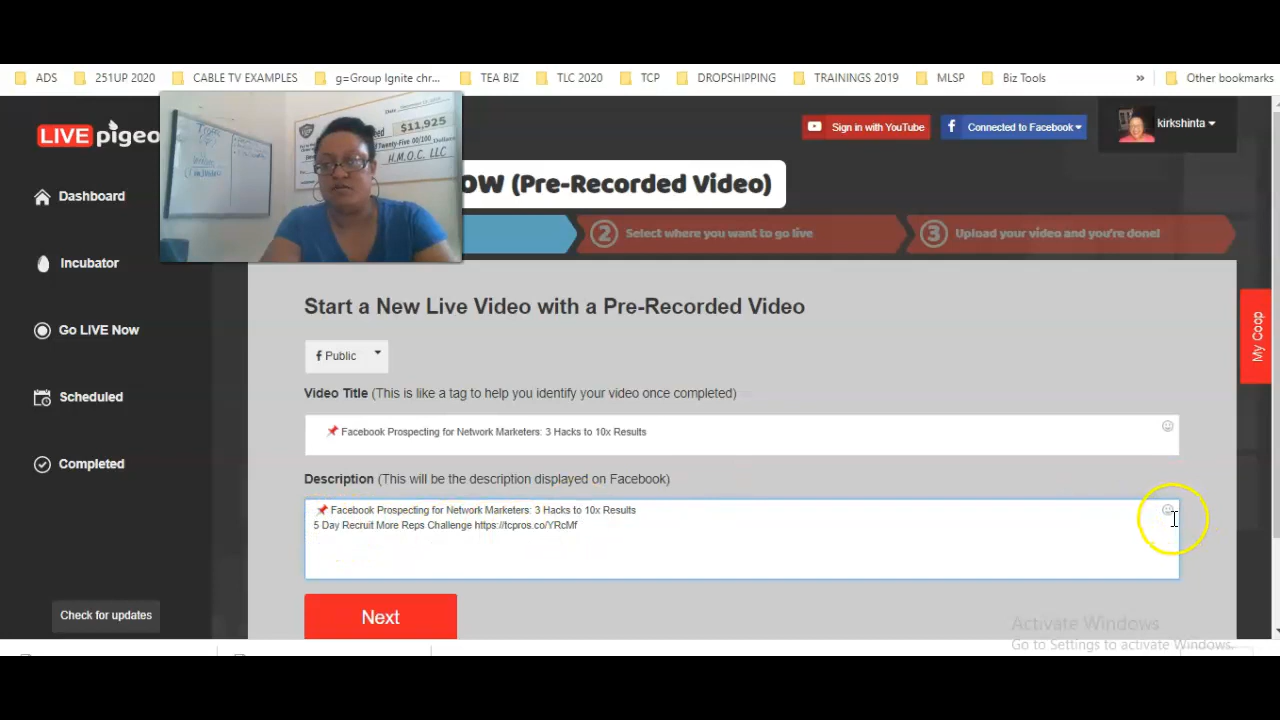 ADS 251UP 2020 CABLE TV EXAMPLES g=Group Ignite chr... TEA BIZ TLC 2020 TCP DROPSHIPPING TRAININGS 2019 MLSP Biz Tools » Other bookmarks
LIVE pigeo
Sign in with YouTube
Connected to Facebook
kirkshinta
$11,925
H.M.O.C. LLC
OW (Pre-Recorded Video)
2 Select where you want to go live
3 Upload your video and you're done!
Dashboard
Incubator
Go LIVE Now
Scheduled
Completed
Check for updates
Start a New Live Video with a Pre-Recorded Video
Public
Video Title (This is like a tag to help you identify your video once completed)
📌 Facebook Prospecting for Network Marketers: 3 Hacks to 10x Results
Description (This will be the description displayed on Facebook)
📌 Facebook Prospecting for Network Marketers: 3 Hacks to 10x Results
5 Day Recruit More Reps Challenge https://tcpros.co/YRcMf
Next
My Coop
Activate Windows
Go to Settings to activate Windows.